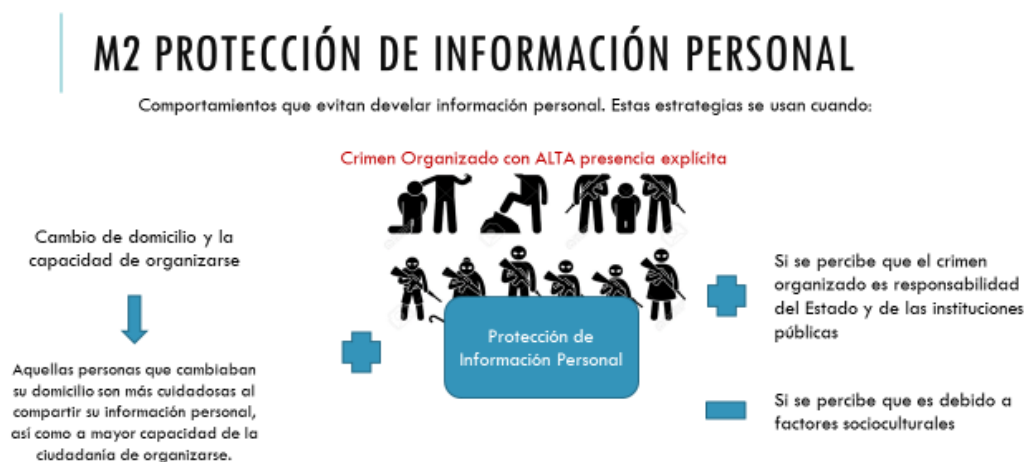 M2 PROTECCIÓN DE INFORMACIÓN PERSONAL
Comportamientos que evitan develar información personal. Estas estrategias se usan cuando:
Crimen Organizado con ALTA presencia explícita
Cambio de domicilio y la
capacidad de organizarse
Aquellas personas que cambiaban
su domicilio son más cuidadosas al
compartir su información personal,
así como a mayor capacidad de la
ciudadanía de organizarse.
Protección de
Información Personal
Si se percibe que el crimen
organizado es responsabilidad
del Estado y de las instituciones
públicas
Si se percibe que es debido a
factores socioculturales